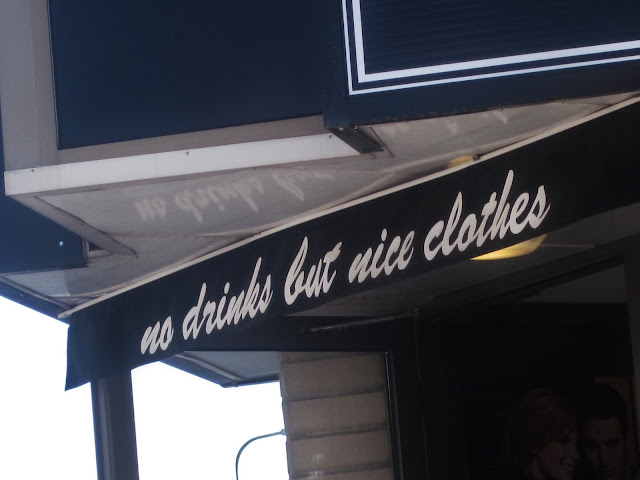 no drinks but nice clothes